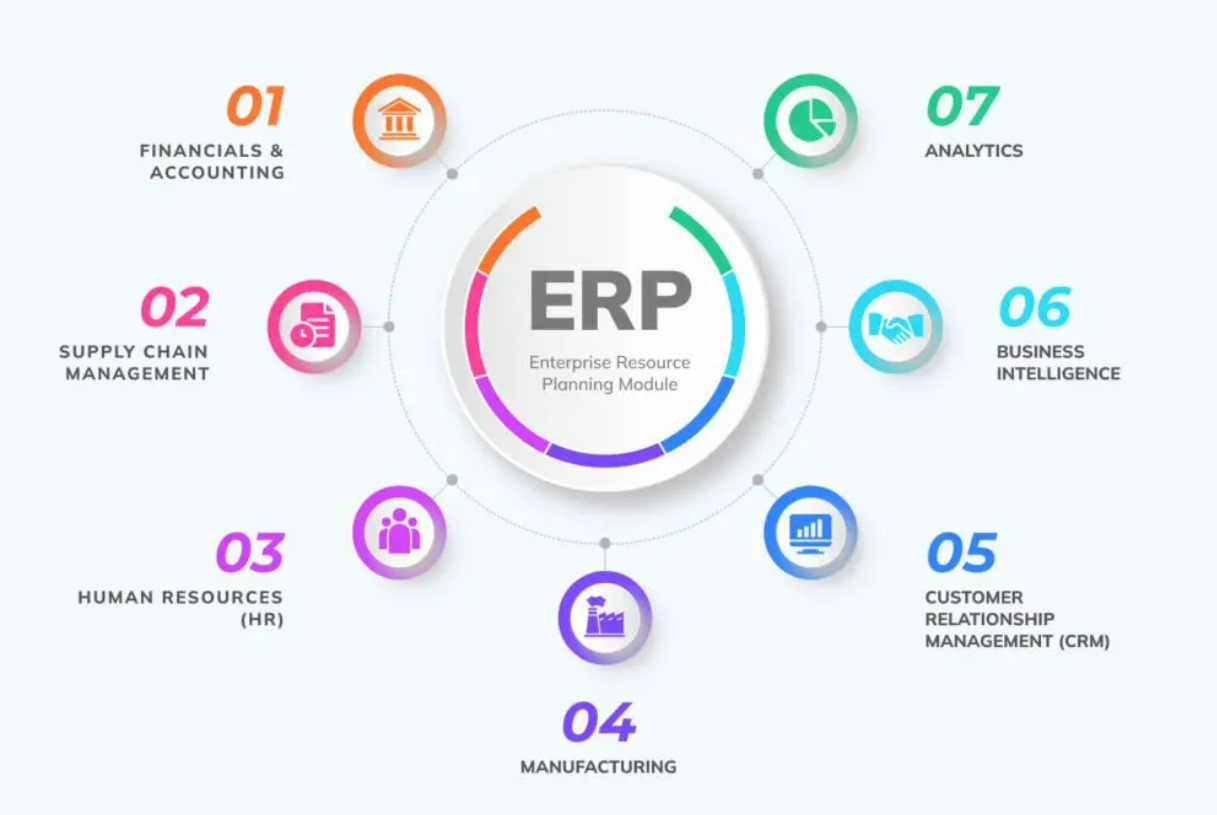 ERP
Enterprise Resource
Planning Module
01
FINANCIALS &
ACCOUNTING
02
SUPPLY CHAIN
MANAGEMENT
03
HUMAN RESOURCES
(HR)
04
MANUFACTURING
05
CUSTOMER
RELATIONSHIP
MANAGEMENT (CRM)
06
BUSINESS
INTELLIGENCE
07
ANALYTICS